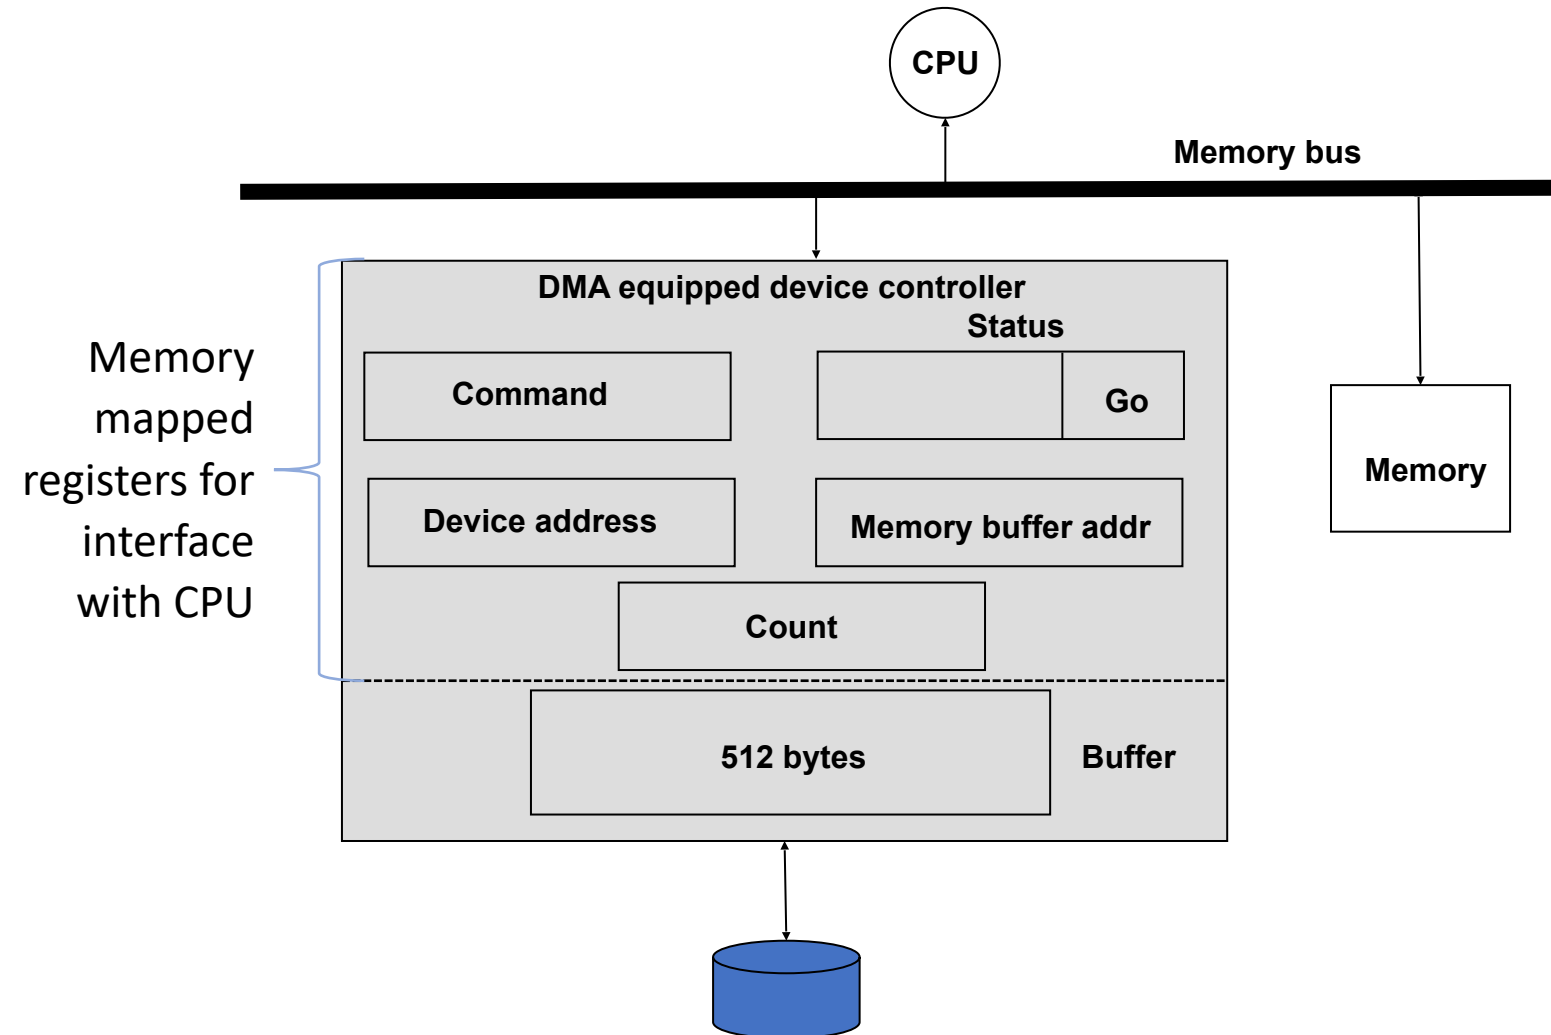 CPU
Memory bus
DMA equipped device controller
Status
Memory
mapped
registers for
interface
with CPU
Command
Go
Device address
Memory buffer addr
Count
512 bytes
Buffer
Memory